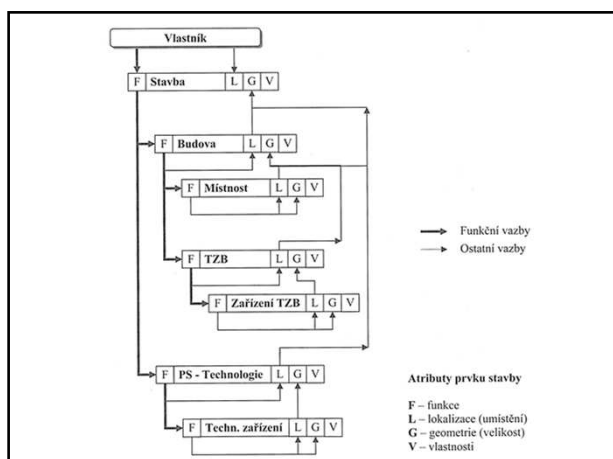 Vlastník
F Stavba L G V
F Budova L G V
F Místnost L G V
F TZB L G V
F Zařízení TZB L G V
F PS - Technologie L G V
F Techn. zařízení L G V
Funkční vazby
Ostatní vazby
Atributy prvku stavby
F – funkce
L – lokalizace (umístění)
G – geometrie (velikost)
V – vlastnosti